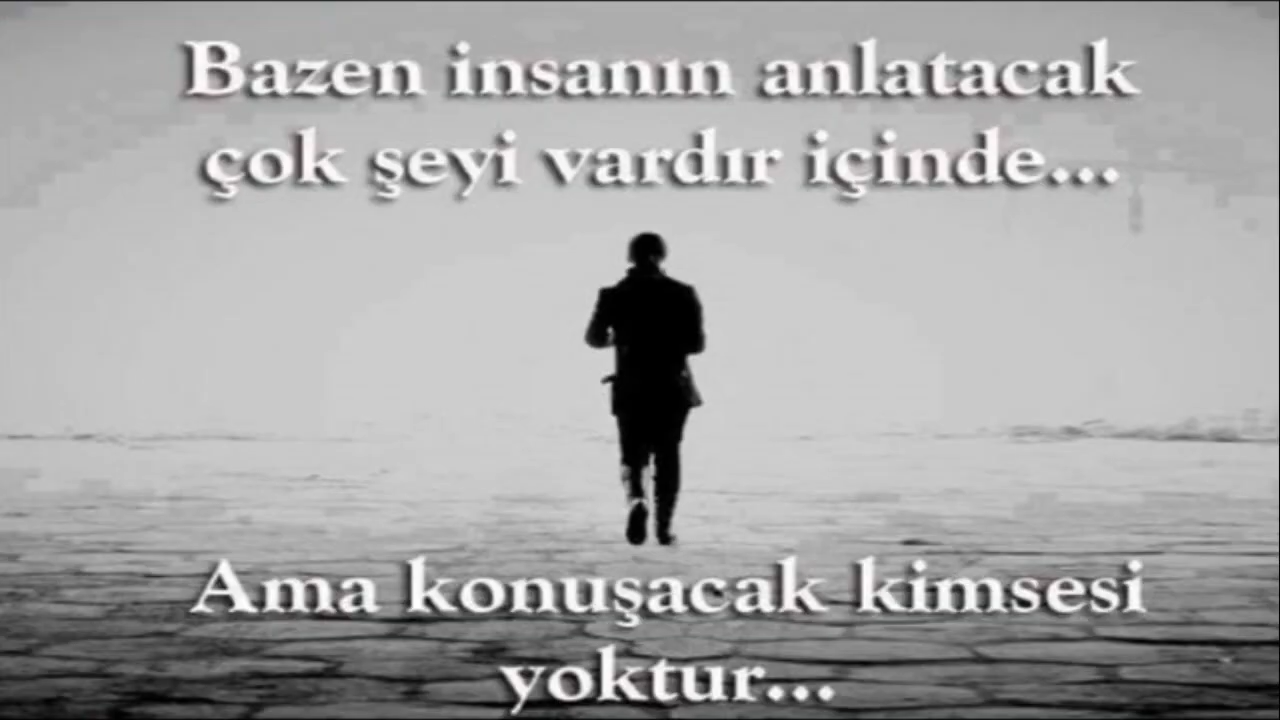 Bazen insanın anlatacak
çok şeyi vardır içinde...
Ama konuşacak kimsesi
yoktur...